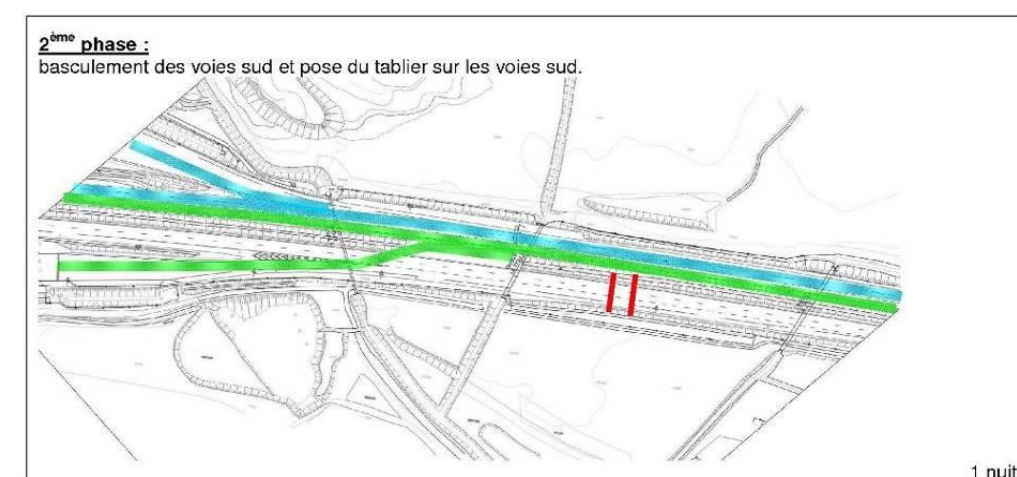 2ème phase :
basculement des voies sud et pose du tablier sur les voies sud.
1 nuit